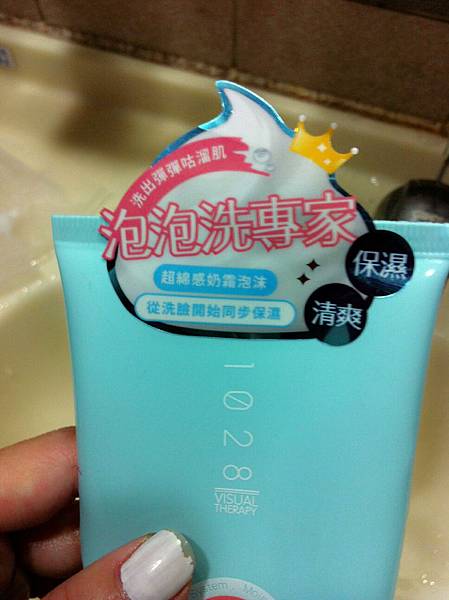 洗出彈彈咕溜肌
泡泡洗專家
超綿感奶霜泡沫
從洗臉開始同步保濕
保濕
清爽
1028
VISUAL
THERAPY
System